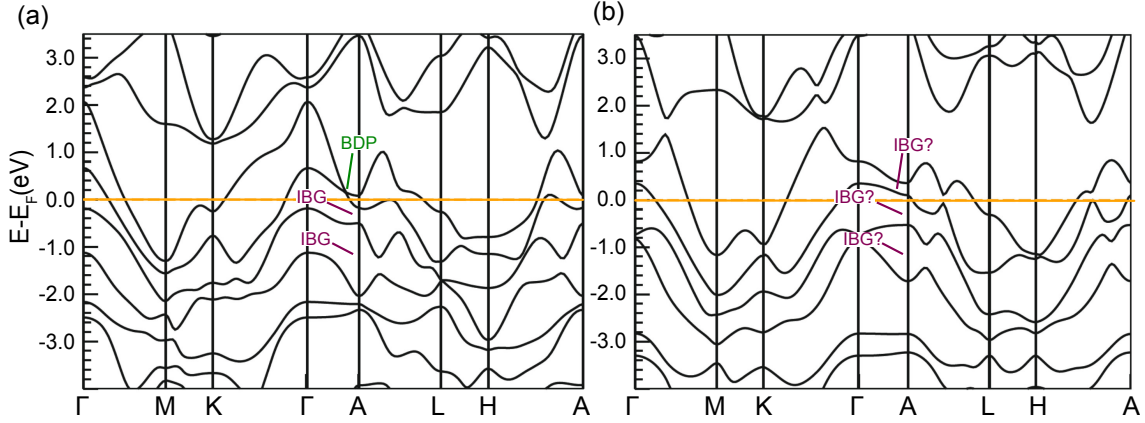 (a)
(b)
E-E_F(eV)
3.0
2.0
1.0
0.0
-1.0
-2.0
-3.0
BDP
IBG
IBG
Γ M K Γ A L H A
3.0
2.0
1.0
0.0
-1.0
-2.0
-3.0
IBG?
IBG?
IBG?
Γ M K Γ A L H A